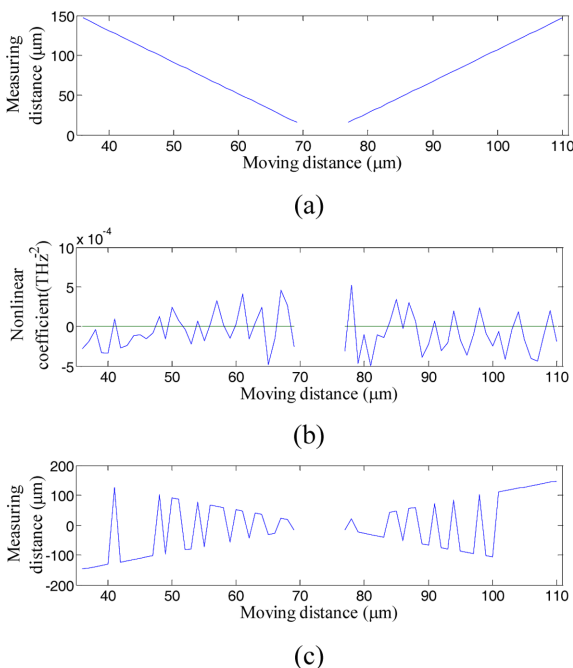 150
100
50
0
Measuring
distance (μm)
40 50 60 70 80 90 100 110
Moving distance (μm)
(a)
x 10⁻⁴
10
5
0
-5
Nonlinear
coefficient(THz⁻²)
40 50 60 70 80 90 100 110
Moving distance (μm)
(b)
200
100
0
-100
-200
Measuring
distance (μm)
40 50 60 70 80 90 100 110
Moving distance (μm)
(c)